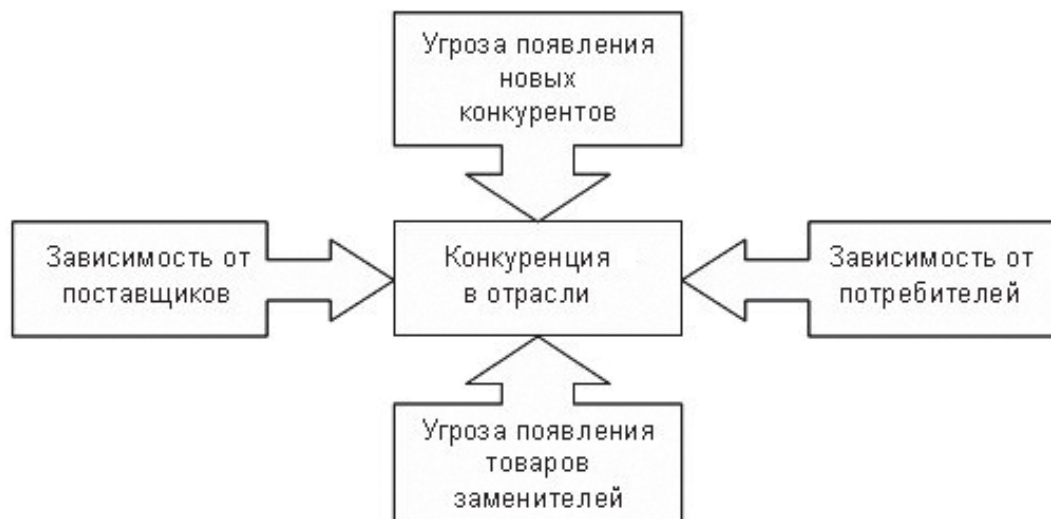 Угроза появления
новых
конкурентов
Зависимость от
поставщиков
Конкуренция
в отрасли
Зависимость от
потребителей
Угроза появления
товаров
заменителей